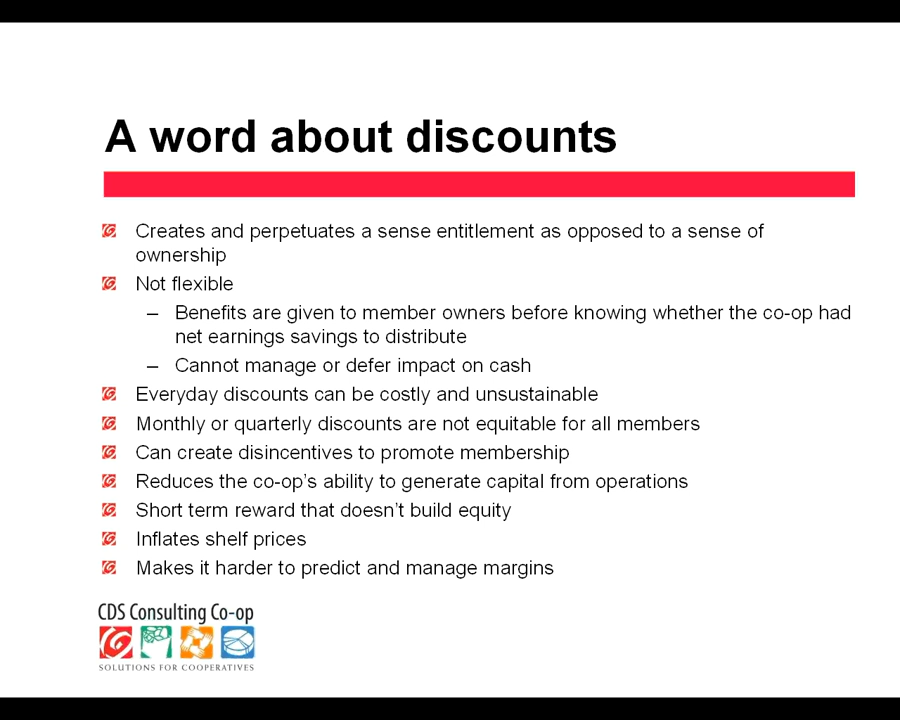 A word about discounts
Creates and perpetuates a sense entitlement as opposed to a sense of
ownership
Not flexible
– Benefits are given to member owners before knowing whether the co-op had
net earnings savings to distribute
– Cannot manage or defer impact on cash
Everyday discounts can be costly and unsustainable
Monthly or quarterly discounts are not equitable for all members
Can create disincentives to promote membership
Reduces the co-op's ability to generate capital from operations
Short term reward that doesn't build equity
Inflates shelf prices
Makes it harder to predict and manage margins
CDS Consulting Co-op
SOLUTIONS FOR COOPERATIVES